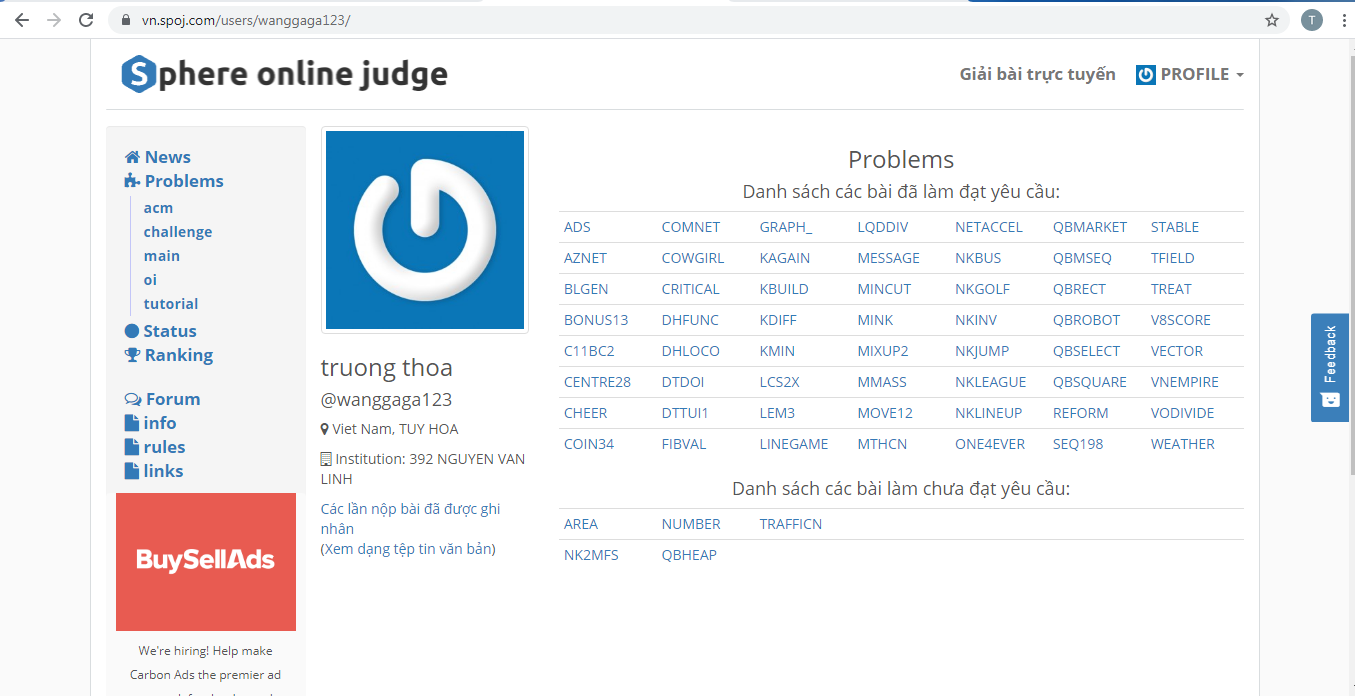 vn.spoj.com/users/wanggaga123/
T
Sphere online judge
Giải bài trực tuyến
PROFILE
News
Problems
acm
challenge
main
oi
tutorial
Status
Ranking
Forum
info
rules
links
BuySellAds
We're hiring! Help make
Carbon Ads the premier ad
truong thoa
@wanggaga123
Viet Nam, TUY HOA
Institution: 392 NGUYEN VAN
LINH
Các lần nộp bài đã được ghi
nhân
(Xem dạng tệp tin văn bản)
Problems
Danh sách các bài đã làm đạt yêu cầu:
ADS COMNET GRAPH_ LQDDIV NETACCEL QBMARKET STABLE
AZNET COWGIRL KAGAIN MESSAGE NKBUS QBMSEQ TFIELD
BLGEN CRITICAL KBUILD MINCUT NKGOLF QBRECT TREAT
BONUS13 DHFUNC KDIFF MINK NKINV QBROBOT V8SCORE
C11BC2 DHLOCO KMIN MIXUP2 NKJUMP QBSELECT VECTOR
CENTRE28 DTDOI LCS2X MMASS NKLEAGUE QBSQUARE VNEMPIRE
CHEER DTTUI1 LEM3 MOVE12 NKLINEUP REFORM VODIVIDE
COIN34 FIBVAL LINEGAME MTHCN ONE4EVER SEQ198 WEATHER
Danh sách các bài làm chưa đạt yêu cầu:
AREA NUMBER TRAFFICN
NK2MFS QBHEAP
Feedback